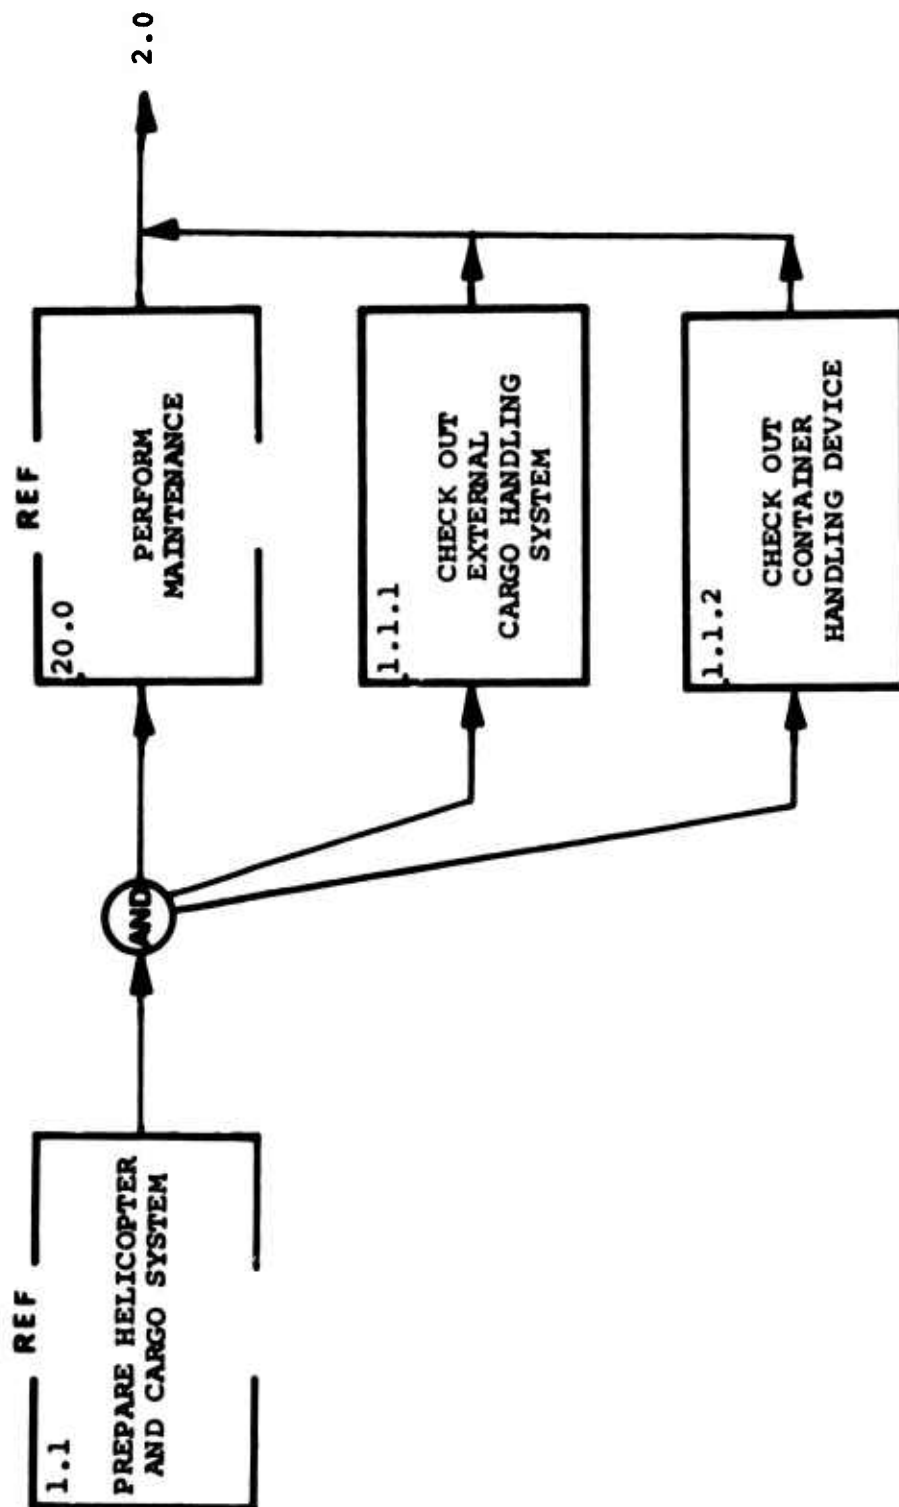 REF
1.1
PREPARE HELICOPTER
AND CARGO SYSTEM
AND
REF
20.0
PERFORM
MAINTENANCE
2.0
1.1.1
CHECK OUT
EXTERNAL
CARGO HANDLING
SYSTEM
1.1.2
CHECK OUT
CONTAINER
HANDLING DEVICE